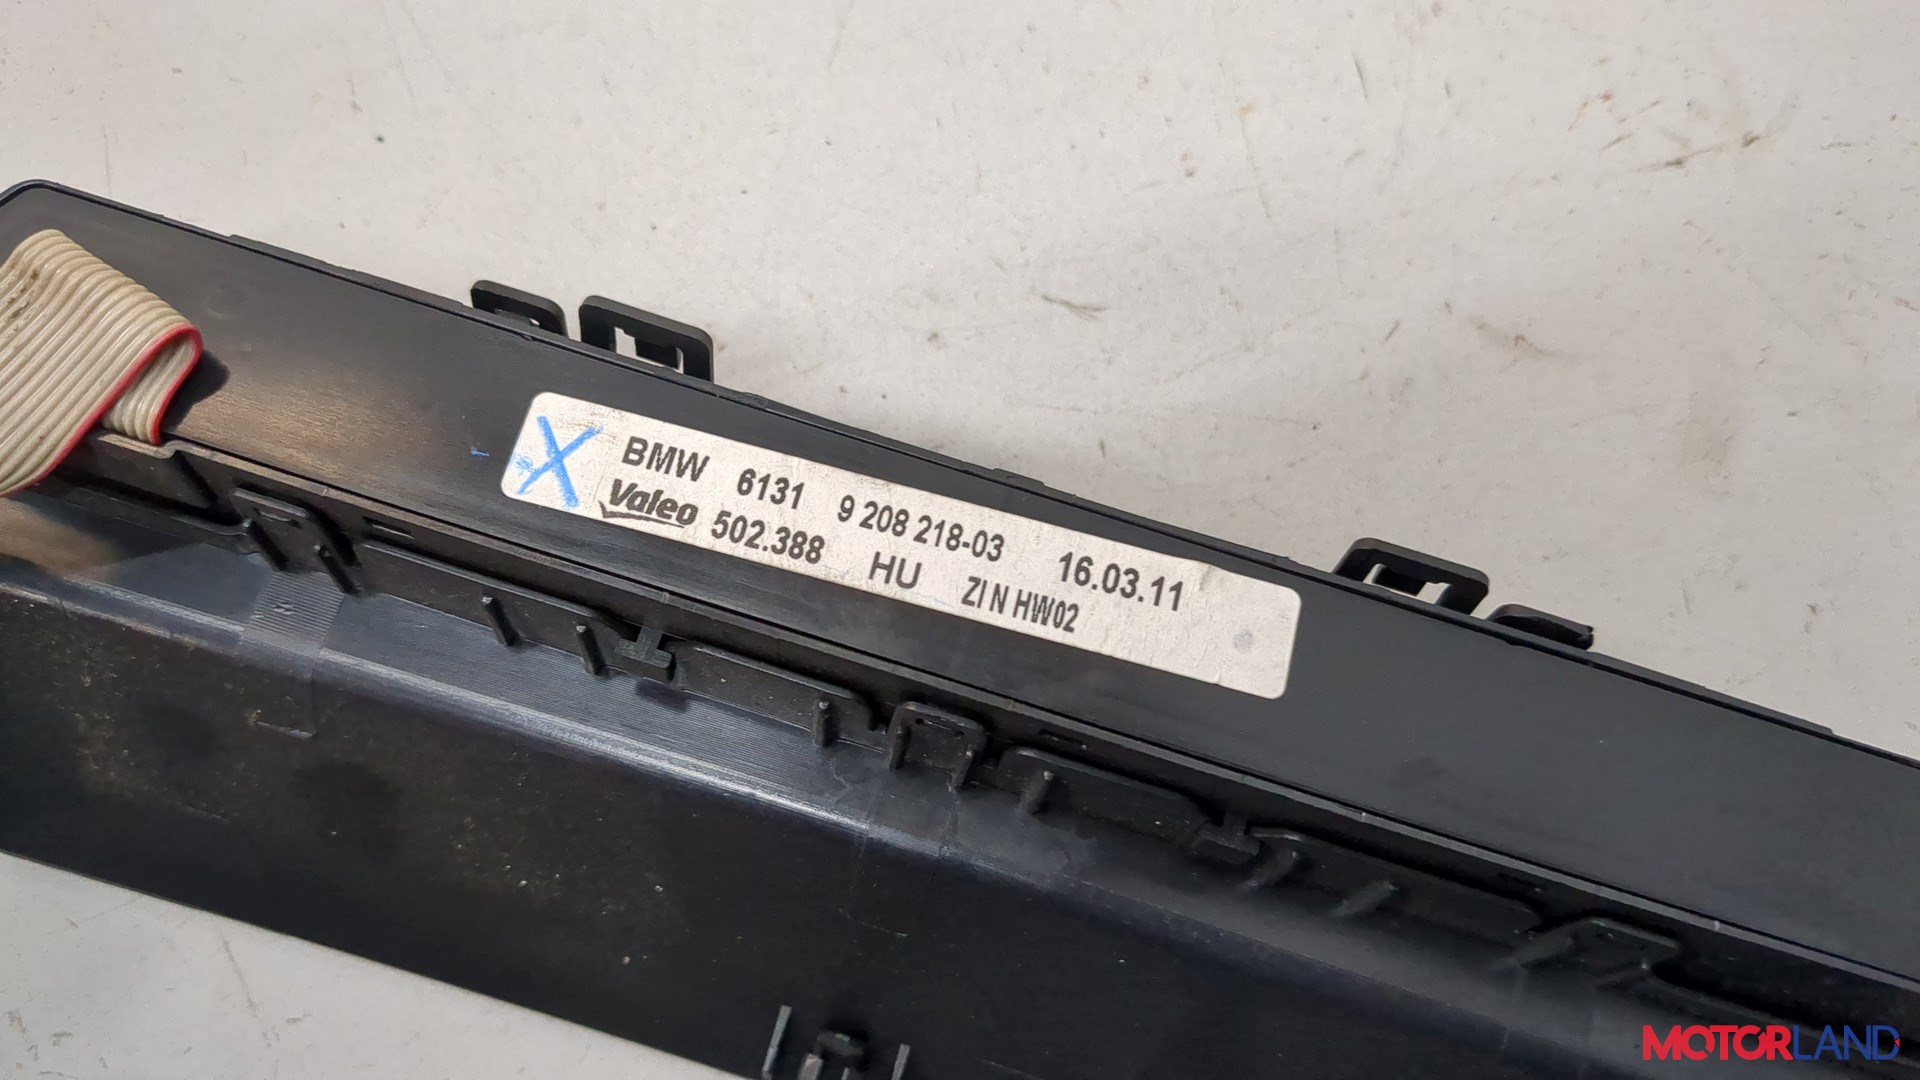 BMW 6131 9 208 218-03 16.03.11
Valeo 502.388 HU ZI N HW02
MOTORLAND